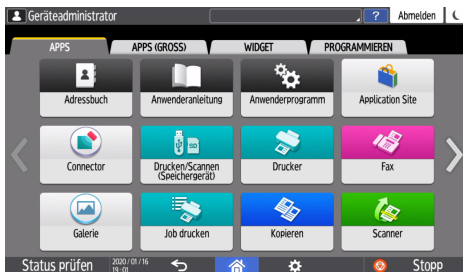 Geräteadministrator
? Abmelden
APPS APPS (GROSS) WIDGET PROGRAMMIEREN
Adressbuch Anwenderanleitung Anwenderprogramm Application Site
SD
Connector Drucken/Scannen (Speichergerät) Drucker Fax
Galerie Job drucken Kopieren Scanner
Status prüfen 2020/01/16 19:01 Stopp